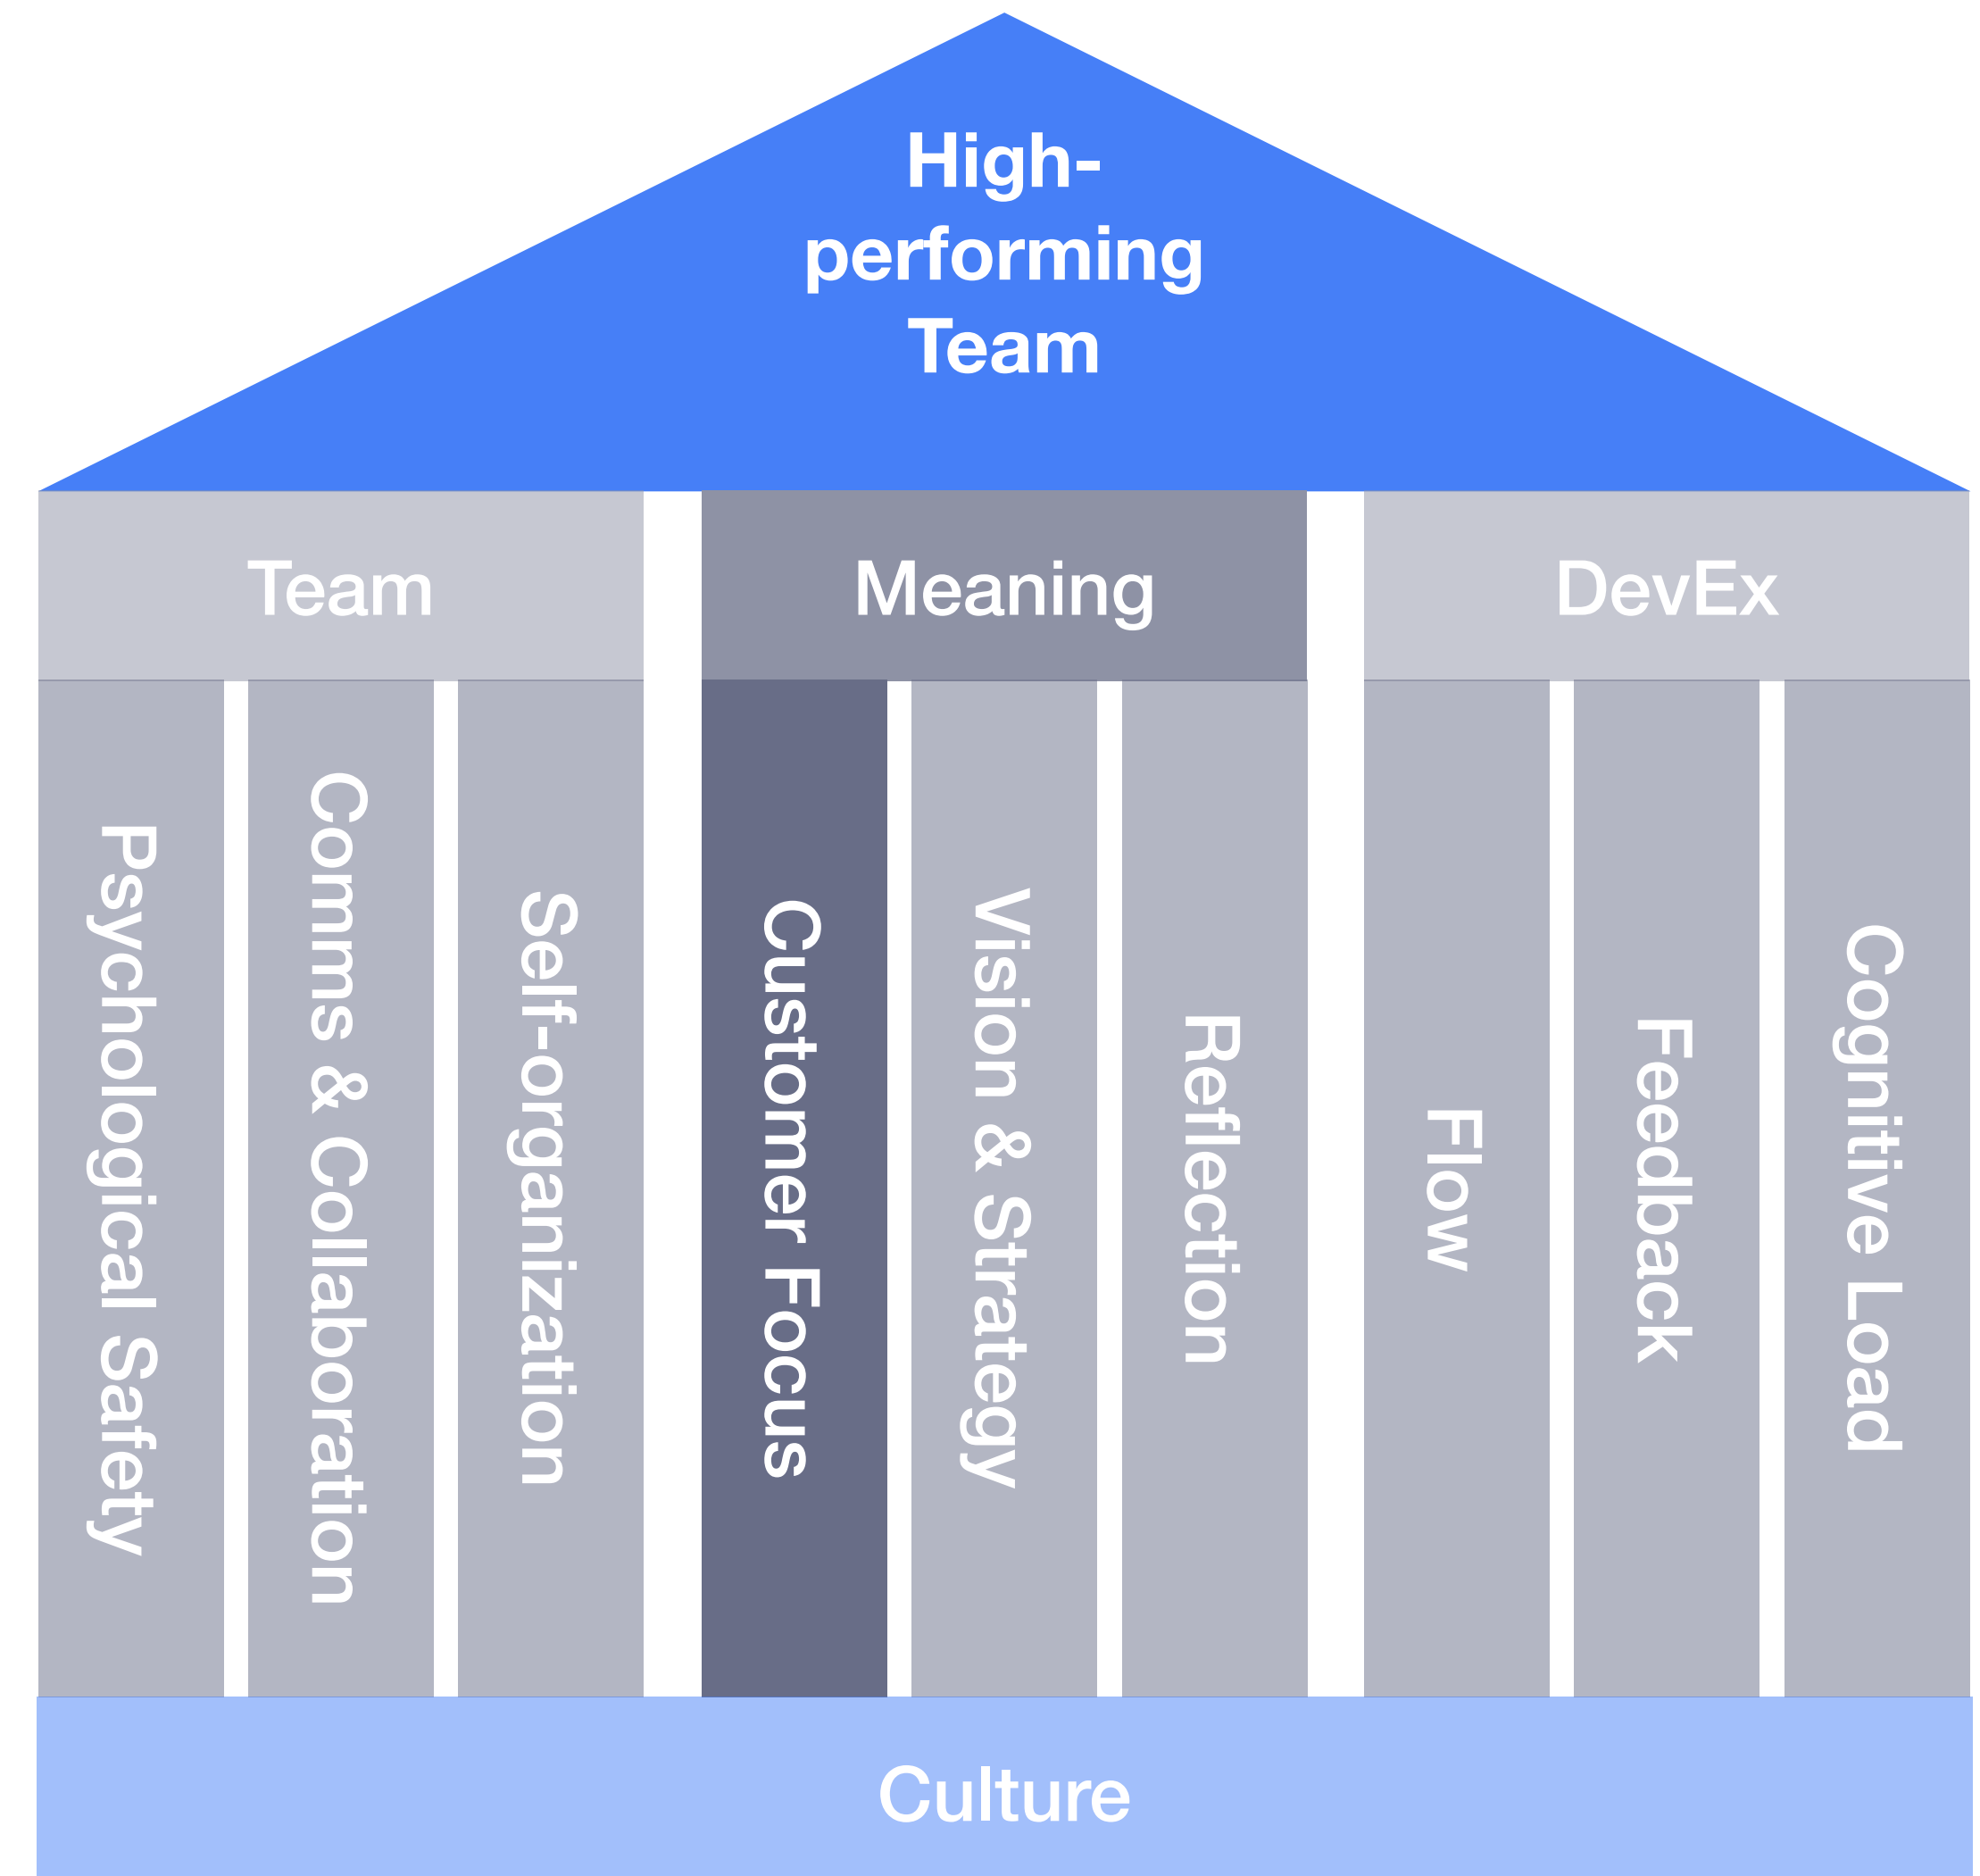 High-
performing
Team
Team
Meaning
DevEx
Psychological Safety
Comms & Collaboration
Self-organization
Customer Focus
Vision & Strategy
Reflection
Flow
Feedback
Cognitive Load
Culture